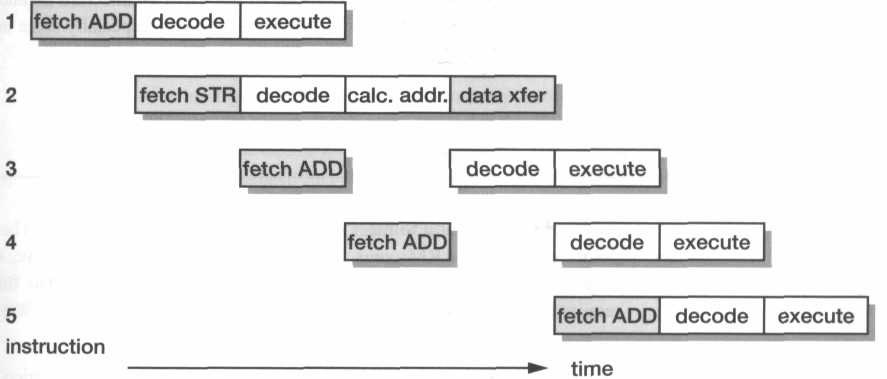 1 fetch ADD decode execute
2 fetch STR decode calc. addr. data xfer
3 fetch ADD decode execute
4 fetch ADD decode execute
5 fetch ADD decode execute
instruction
time